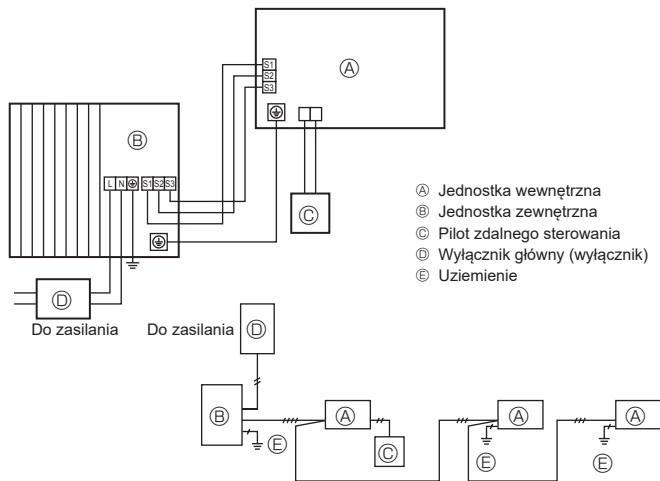 S1
S2
S3
Ⓐ
Ⓑ
L N S1 S2 S3
Ⓒ
Ⓓ
Do zasilania
Ⓐ Jednostka wewnętrzna
Ⓑ Jednostka zewnętrzna
Ⓒ Pilot zdalnego sterowania
Ⓓ Wyłącznik główny (wyłącznik)
Ⓔ Uziemienie
Do zasilania Ⓓ
Ⓑ Ⓐ Ⓐ Ⓐ
Ⓔ Ⓒ Ⓔ Ⓔ